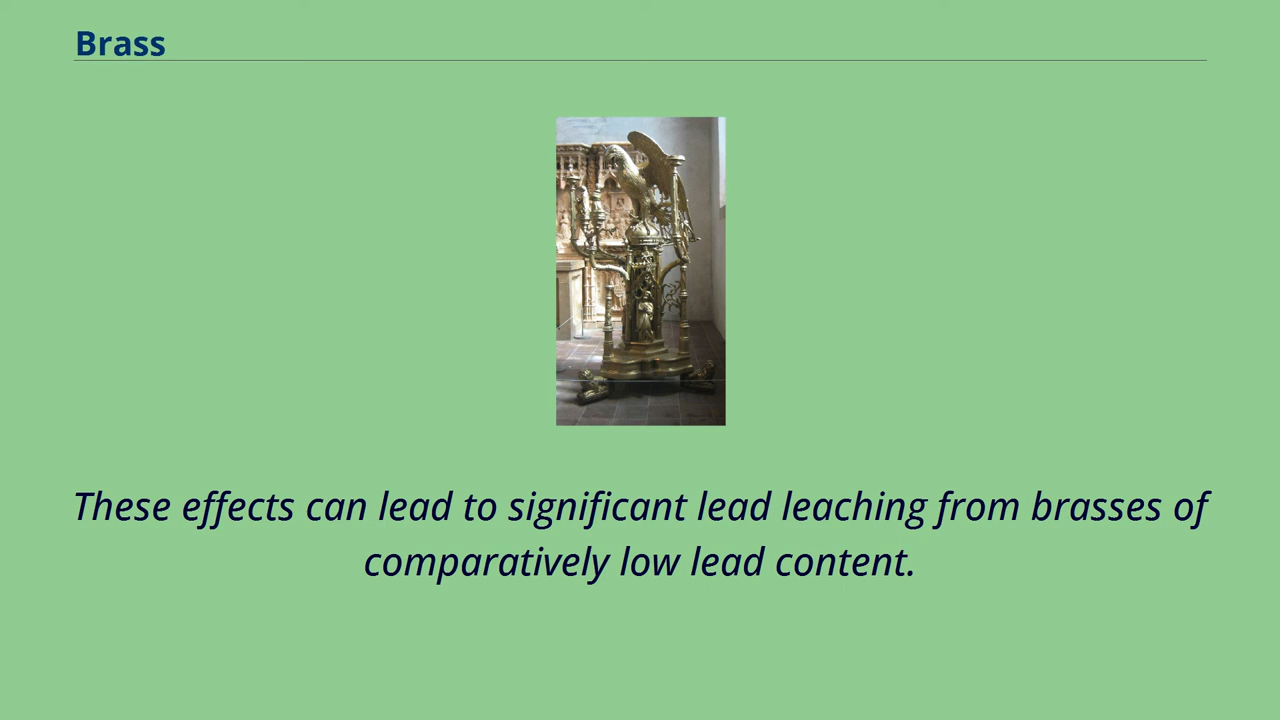 Brass
These effects can lead to significant lead leaching from brasses of
comparatively low lead content.